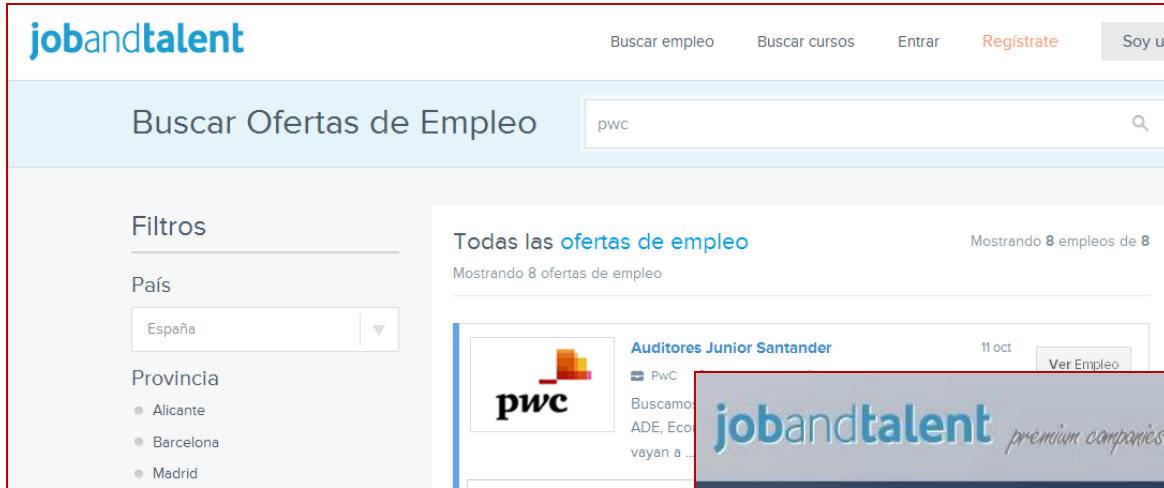 jobandtalent
Buscar empleo Buscar cursos Entrar Regístrate Soy u
Buscar Ofertas de Empleo
pwc
Filtros
País
España
Provincia
Alicante
Barcelona
Madrid
Todas las ofertas de empleo
Mostrando 8 empleos de 8
Mostrando 8 ofertas de empleo
pwc
Auditores Junior Santander
11 oct
Ver Empleo
PwC
Buscamos
ADE, Eco
vayan a ...
jobandtalent premium companies